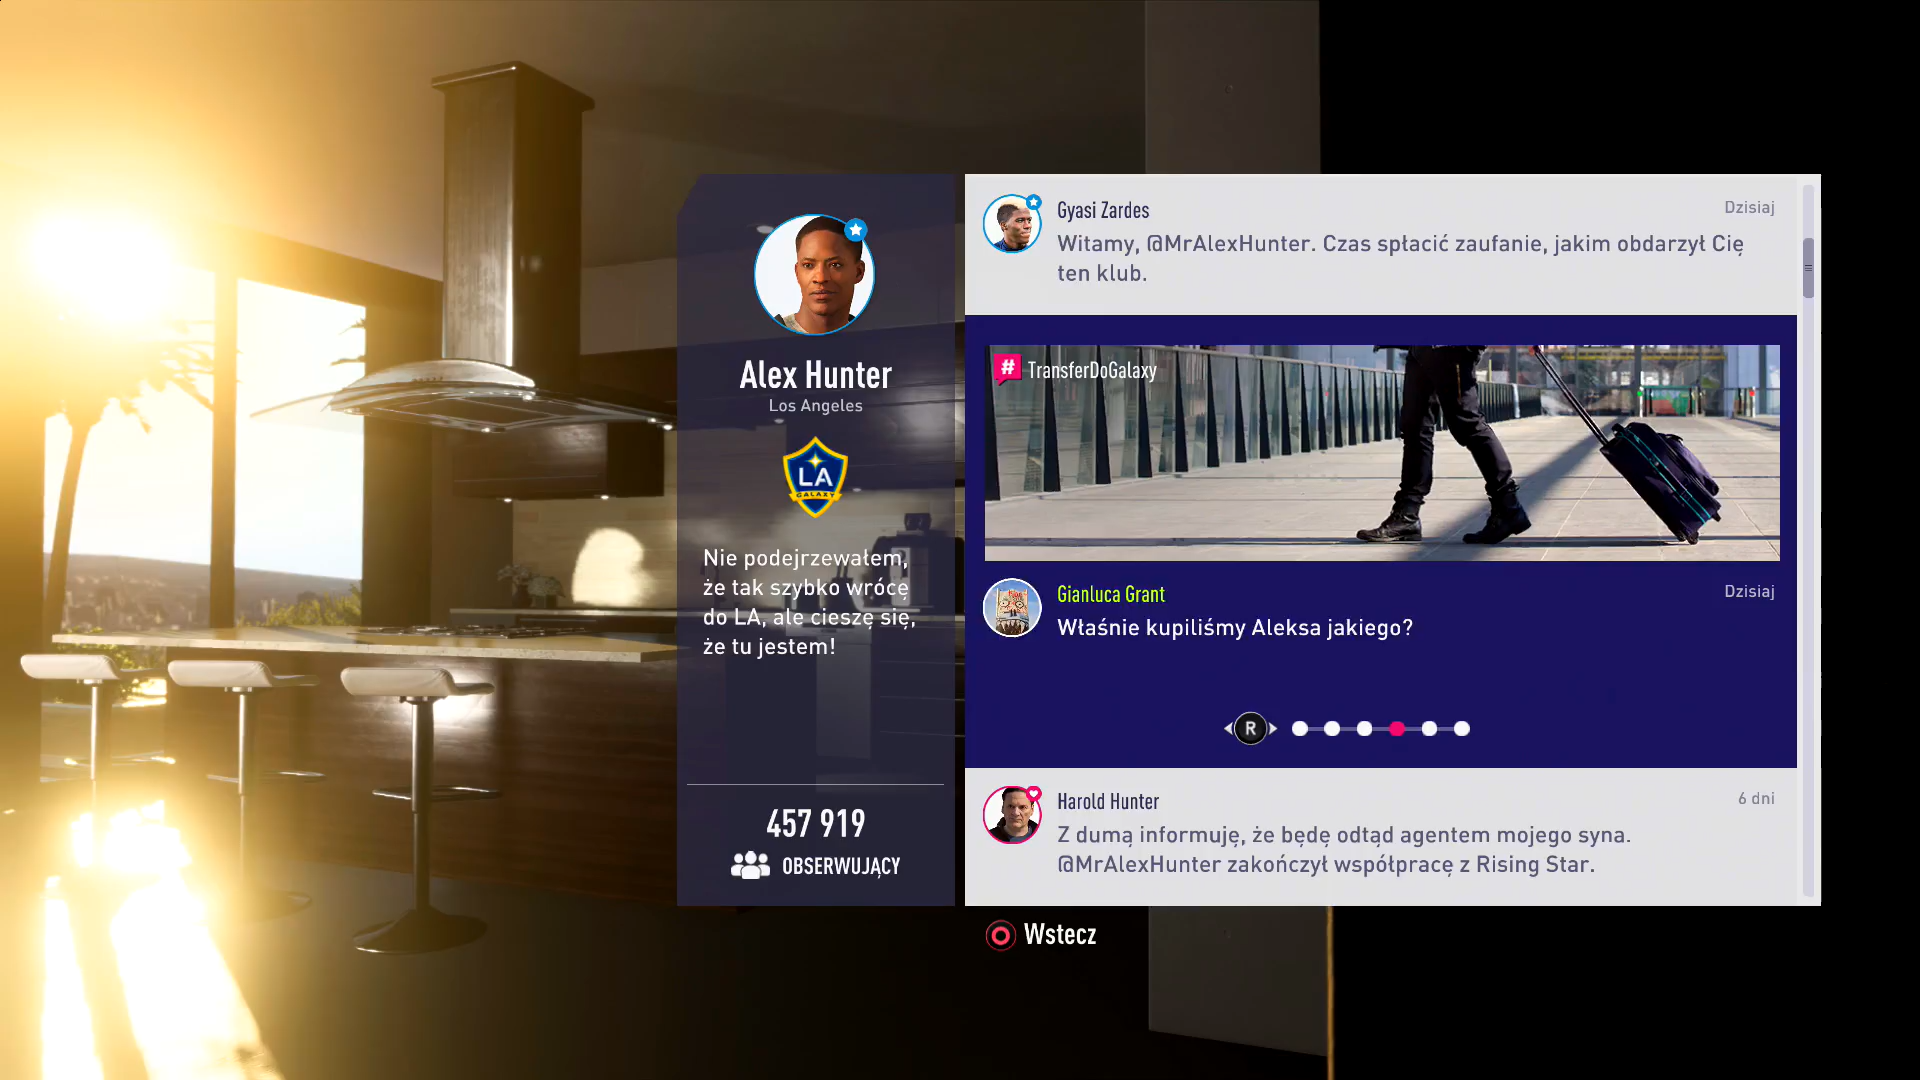 Alex Hunter
Los Angeles
LA
GALAXY
Nie podejrzewałem,
że tak szybko wrócę
do LA, ale cieszę się,
że tu jestem!
457 919
OBSERWUJĄCY
Gyasi Zardes
Dzisiaj
Witamy, @MrAlexHunter. Czas spłacić zaufanie, jakim obdarzył Cię
ten klub.
# TransferDoGalaxy
Gianluca Grant
Dzisiaj
Właśnie kupiliśmy Aleksa jakiego?
R
Harold Hunter
6 dni
Z dumą informuję, że będę odtąd agentem mojego syna.
@MrAlexHunter zakończył współpracę z Rising Star.
Wstecz